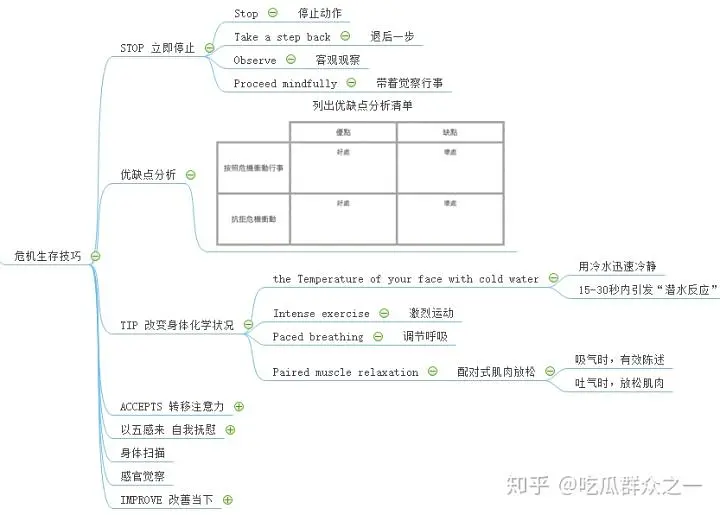 Stop 停止动作
Take a step back 退后一步
STOP 立即停止
Observe 客观观察
Proceed mindfully 带着觉察行事
列出优缺点分析清单
優點 缺點
好處 壞處
按照危機衝動行事
优缺点分析
好處 壞處
抗拒危機衝動
危机生存技巧
用冷水迅速冷静
the Temperature of your face with cold water
15-30秒内引发“潜水反应”
Intense exercise 激烈运动
TIP 改变身体化学状况
Paced breathing 调节呼吸
吸气时，有效陈述
Paired muscle relaxation 配对式肌肉放松
吐气时，放松肌肉
ACCEPTS 转移注意力
以五感来 自我抚慰
身体扫描
感官觉察
IMPROVE 改善当下
知乎 @吃瓜群众之一